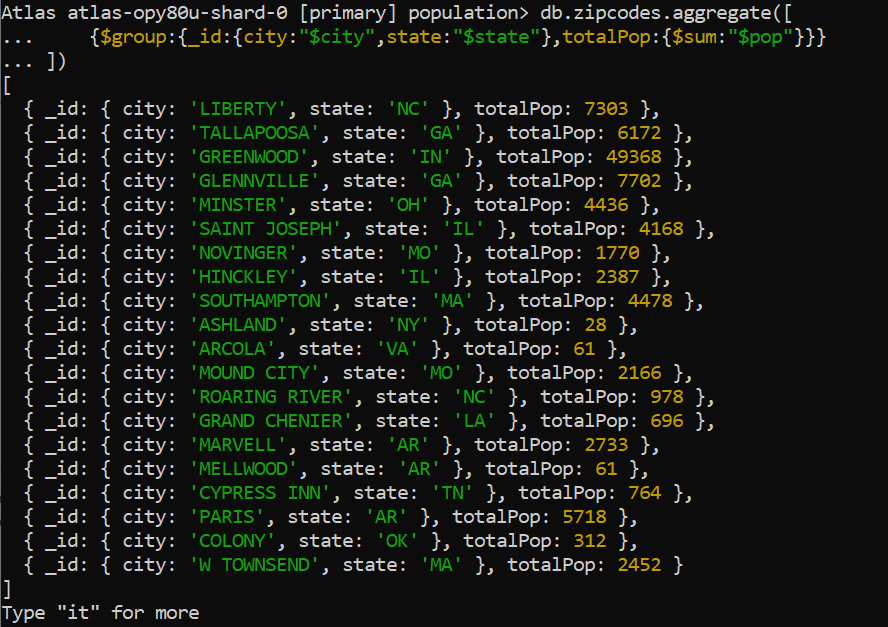 Atlas atlas-opy80u-shard-0 [primary] population> db.zipcodes.aggregate([
...     {$group:{_id:{city:"$city",state:"$state"},totalPop:{$sum:"$pop"}}}
... ])
[
  { _id: { city: 'LIBERTY', state: 'NC' }, totalPop: 7303 },
  { _id: { city: 'TALLAPOOSA', state: 'GA' }, totalPop: 6172 },
  { _id: { city: 'GREENWOOD', state: 'IN' }, totalPop: 49368 },
  { _id: { city: 'GLENNVILLE', state: 'GA' }, totalPop: 7702 },
  { _id: { city: 'MINSTER', state: 'OH' }, totalPop: 4436 },
  { _id: { city: 'SAINT JOSEPH', state: 'IL' }, totalPop: 4168 },
  { _id: { city: 'NOVINGER', state: 'MO' }, totalPop: 1770 },
  { _id: { city: 'HINCKLEY', state: 'IL' }, totalPop: 2387 },
  { _id: { city: 'SOUTHAMPTON', state: 'MA' }, totalPop: 4478 },
  { _id: { city: 'ASHLAND', state: 'NY' }, totalPop: 28 },
  { _id: { city: 'ARCOLA', state: 'VA' }, totalPop: 61 },
  { _id: { city: 'MOUND CITY', state: 'MO' }, totalPop: 2166 },
  { _id: { city: 'ROARING RIVER', state: 'NC' }, totalPop: 978 },
  { _id: { city: 'GRAND CHENIER', state: 'LA' }, totalPop: 696 },
  { _id: { city: 'MARVELL', state: 'AR' }, totalPop: 2733 },
  { _id: { city: 'MELLWOOD', state: 'AR' }, totalPop: 61 },
  { _id: { city: 'CYPRESS INN', state: 'TN' }, totalPop: 764 },
  { _id: { city: 'PARIS', state: 'AR' }, totalPop: 5718 },
  { _id: { city: 'COLONY', state: 'OK' }, totalPop: 312 },
  { _id: { city: 'W TOWNSEND', state: 'MA' }, totalPop: 2452 }
]
Type "it" for more